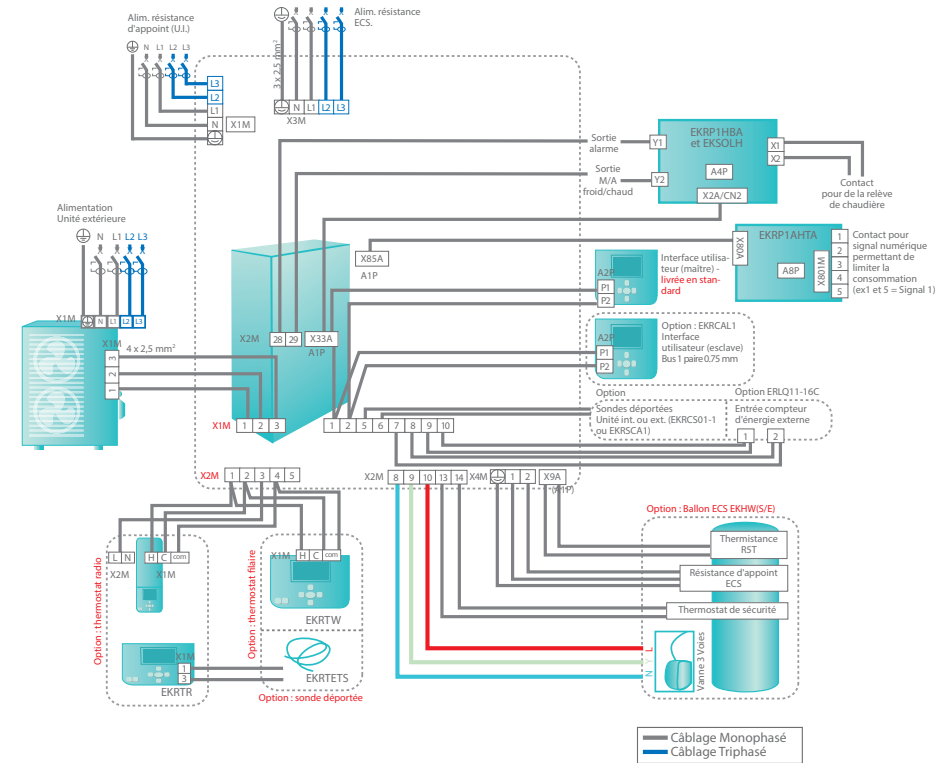 Alim. résistance
d'appoint (U.I.)
N L1 L2 L3
L3
L2
L1
N
X1M
Alim. résistance
ECS.
3 x 2,5 mm²
N L1 L2 L3
X3M
Sortie
alarme
Sortie
M/A
froid/chaud
Y1
Y2
EKRP1HBA
et EKSOLH
A4P
X2A/CN2
X1
X2
Contact
pour de la relève
de chaudière
Alimentation
Unité extérieure
N L1 L2 L3
X1M
N L1 L2 L3
X1M
4 x 2,5 mm²
3
2
1
X85A
A1P
X80A
EKRP1AHTA
A8P
X801M
1
2
3
4
5
Contact pour
signal numérique
permettant de
limiter la
consommation
(ex1 et 5 = Signal 1)
A2P
P1
P2
Interface utilisa-
teur (maître) -
livrée en stan-
dard
X2M
28 29
X33A
A1P
A2P
P1
P2
Option : EKRCAL1
Interface
utilisateur (esclave)
Bus 1 paire 0.75 mm
Option
Sondes déportées
Unité int. ou ext. (EKRCS01-1
ou EKRSCA1)
Option ERLQ11-16C
Entrée compteur
d'énergie externe
1 2
X1M
1 2 3
1 2 5 6 7 8 9 10
X2M
1 2 3 4 5
X2M
8 9 10 13 14
X4M
1 2
X9A
(A1P)
Option : thermostat radio
L N
X2M
H C com
X1M
X1M
1
3
EKRTR
Option : thermostat filaire
X1M
H C com
EKRTW
EKRTETS
Option : sonde déportée
Option : Ballon ECS EKHW(S/E)
Thermistance
R5T
Résistance d'appoint
ECS
Thermostat de sécurité
L
Y
N
Vanne 3 Voies
Câblage Monophasé
Câblage Triphasé